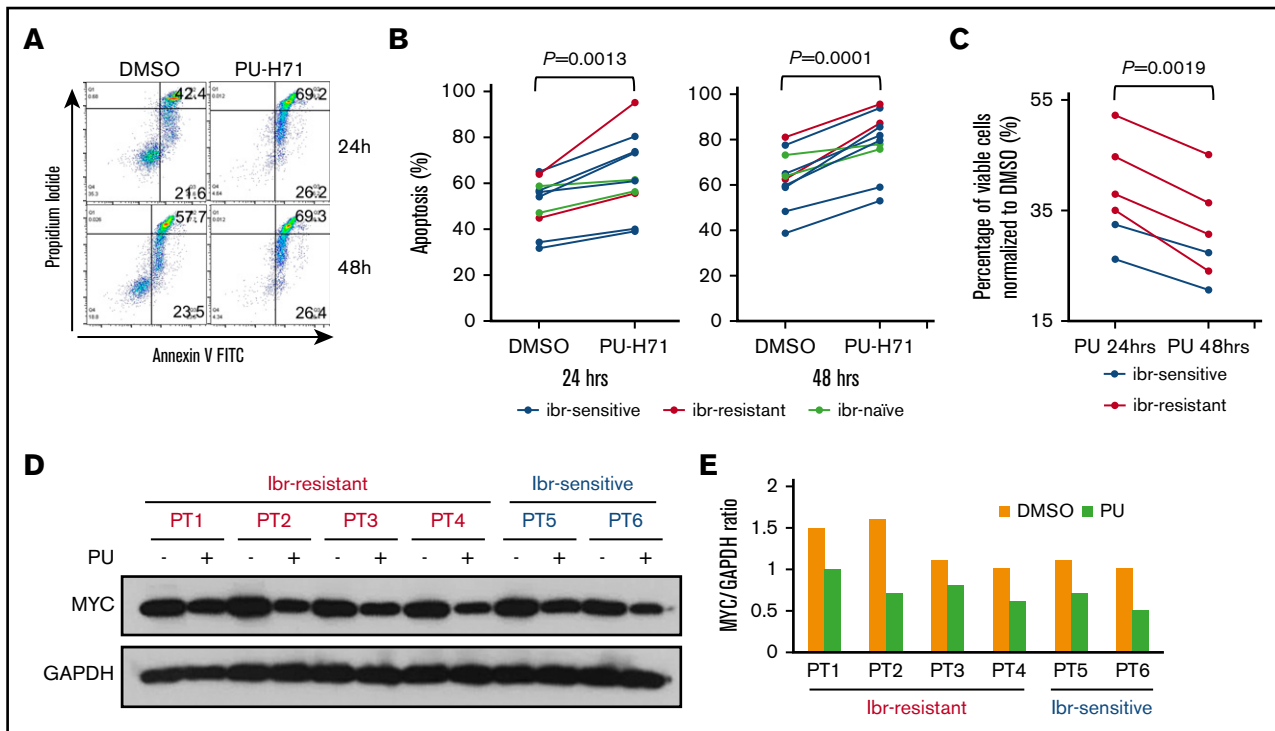 A
DMSO PU-H71
42.4 69.2
24h
21.6 26.2
57.7 69.3
48h
23.5 26.4
Propidium Iodide
Annexin V FITC
B
P=0.0013
P=0.0001
Apoptosis (%)
100
80
60
40
20
0
DMSO PU-H71
24 hrs
100
80
60
40
20
0
DMSO PU-H71
48 hrs
ibr-sensitive ibr-resistant ibr-naïve
C
P=0.0019
Percentage of viable cells
normalized to DMSO (%)
55
35
15
PU 24hrs PU 48hrs
ibr-sensitive
ibr-resistant
D
Ibr-resistant Ibr-sensitive
PT1 PT2 PT3 PT4 PT5 PT6
PU - + - + - + - + - + - +
MYC
GAPDH
E
MYC/GAPDH ratio
2
1.5
1
0.5
0
DMSO PU
PT1 PT2 PT3 PT4 PT5 PT6
Ibr-resistant Ibr-sensitive